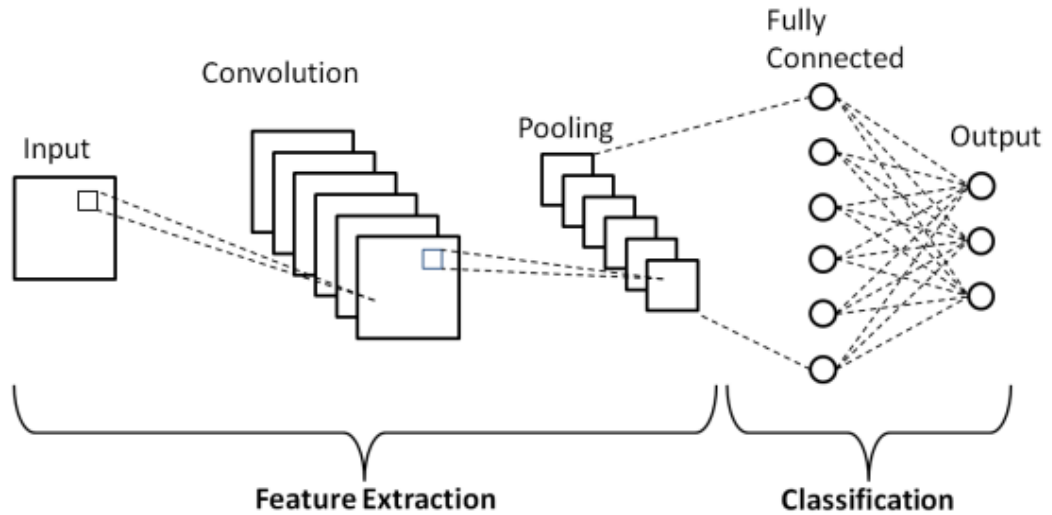 Fully
Connected
Convolution
Pooling
Output
Input
Feature Extraction
Classification